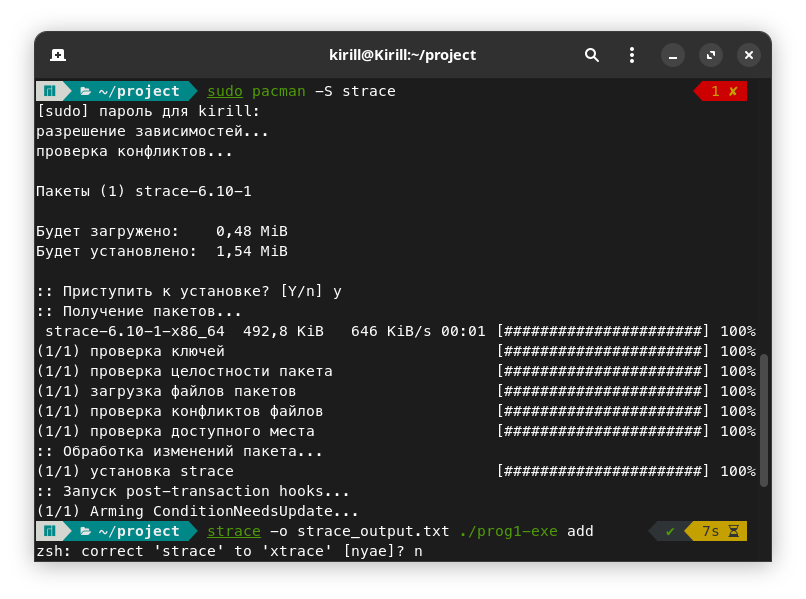 kirill@Kirill:~/project
~/project sudo pacman -S strace 1 ✘
[sudo] пароль для kirill:
разрешение зависимостей...
проверка конфликтов...
Пакеты (1) strace-6.10-1
Будет загружено: 0,48 MiB
Будет установлено: 1,54 MiB
:: Приступить к установке? [Y/n] y
:: Получение пакетов...
strace-6.10-1-x86_64 492,8 KiB 646 KiB/s 00:01 [######################] 100%
(1/1) проверка ключей [######################] 100%
(1/1) проверка целостности пакета [######################] 100%
(1/1) загрузка файлов пакетов [######################] 100%
(1/1) проверка конфликтов файлов [######################] 100%
(1/1) проверка доступного места [######################] 100%
:: Обработка изменений пакета...
(1/1) установка strace [######################] 100%
:: Запуск post-transaction hooks...
(1/1) Arming ConditionNeedsUpdate...
~/project strace -o strace_output.txt ./prog1-exe add ✔ 7s
zsh: correct 'strace' to 'xtrace' [nyae]? n